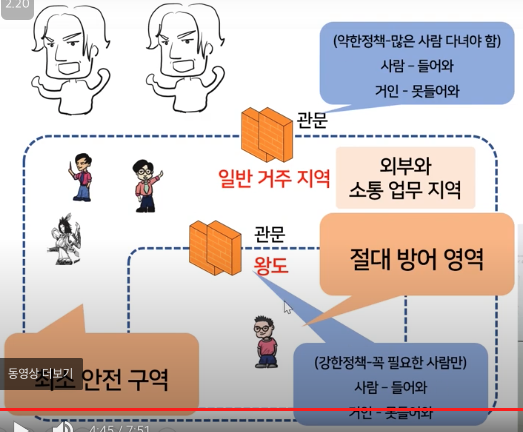 2.20
(약한정책-많은 사람 다녀야 함)
사람 - 들어와
거인 - 못들어와
관문
일반 거주 지역
외부와
소통 업무 지역
관문
왕도
절대 방어 영역
동영상 더보기
최소 안전 구역
(강한정책-꼭 필요한 사람만)
사람 - 들어와
거인 - 못들어와
4:45 / 7:51